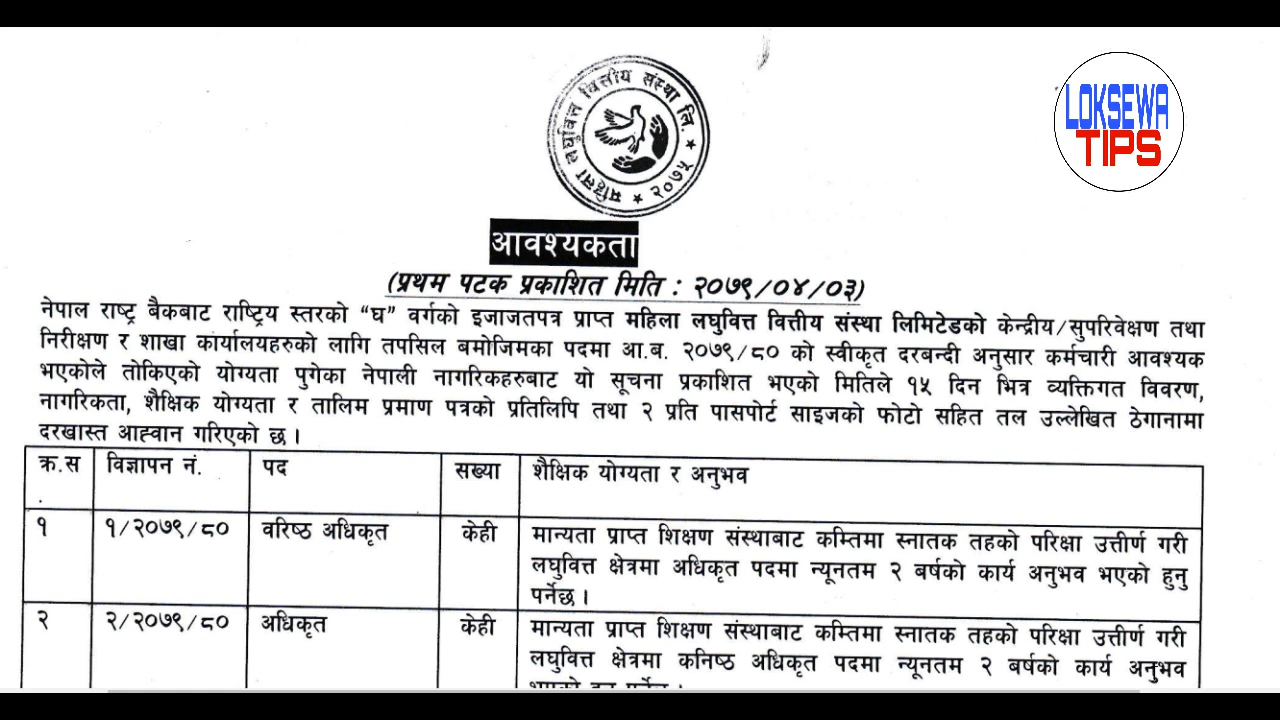 महिला लघुवित्त वित्तीय संस्था लि.
★ २०७५ ★
LOKSEWA
TIPS
आवश्यकता
(प्रथम पटक प्रकाशित मिति : २०७९/०४/०३)
नेपाल राष्ट्र बैकबाट राष्ट्रिय स्तरको “घ” वर्गको इजाजतपत्र प्राप्त महिला लघुवित्त वित्तीय संस्था लिमिटेडको केन्द्रीय/सुपरिवेक्षण तथा
निरीक्षण र शाखा कार्यालयहरुको लागि तपसिल बमोजिमका पदमा आ.ब. २०७९/८० को स्वीकृत दरबन्दी अनुसार कर्मचारी आवश्यक
भएकोले तोकिएको योग्यता पुगेका नेपाली नागरिकहरुबाट यो सूचना प्रकाशित भएको मितिले १५ दिन भित्र व्यक्तिगत विवरण,
नागरिकता, शैक्षिक योग्यता र तालिम प्रमाण पत्रको प्रतिलिपि तथा २ प्रति पासपोर्ट साइजको फोटो सहित तल उल्लेखित ठेगानामा
दरखास्त आह्वान गरिएको छ।
क्र.स विज्ञापन नं. पद सख्या शैक्षिक योग्यता र अनुभव
१ १/२०७९/८० वरिष्ठ अधिकृत केही मान्यता प्राप्त शिक्षण संस्थाबाट कम्तिमा स्नातक तहको परिक्षा उत्तीर्ण गरी
लघुवित्त क्षेत्रमा अधिकृत पदमा न्यूनतम २ बर्षको कार्य अनुभव भएको हुनु
पर्नेछ।
२ २/२०७९/८० अधिकृत केही मान्यता प्राप्त शिक्षण संस्थाबाट कम्तिमा स्नातक तहको परिक्षा उत्तीर्ण गरी
लघुवित्त क्षेत्रमा कनिष्ठ अधिकृत पदमा न्यूनतम २ बर्षको कार्य अनुभव